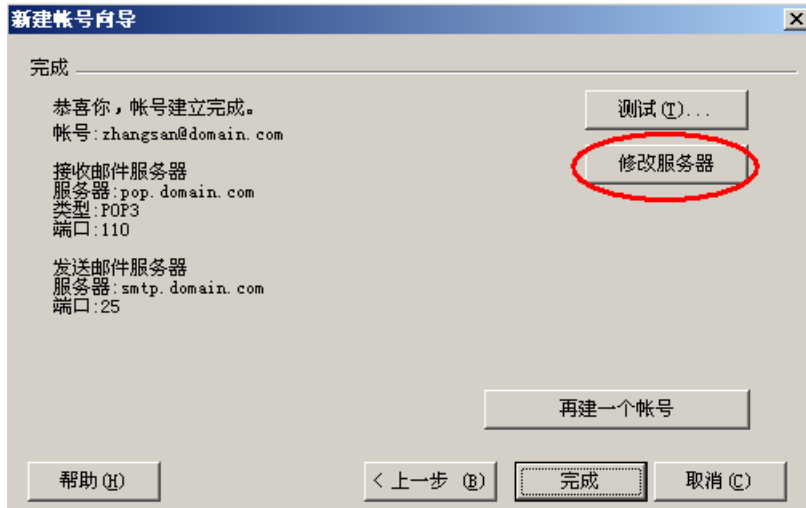 新建帐号向导
完成
恭喜你，帐号建立完成。
帐号:zhangsan@domain.com
接收邮件服务器
服务器:pop.domain.com
类型:POP3
端口:110
发送邮件服务器
服务器:smtp.domain.com
端口:25
测试(T)...
修改服务器
再建一个帐号
帮助(H)
< 上一步 (B)
完成
取消(C)